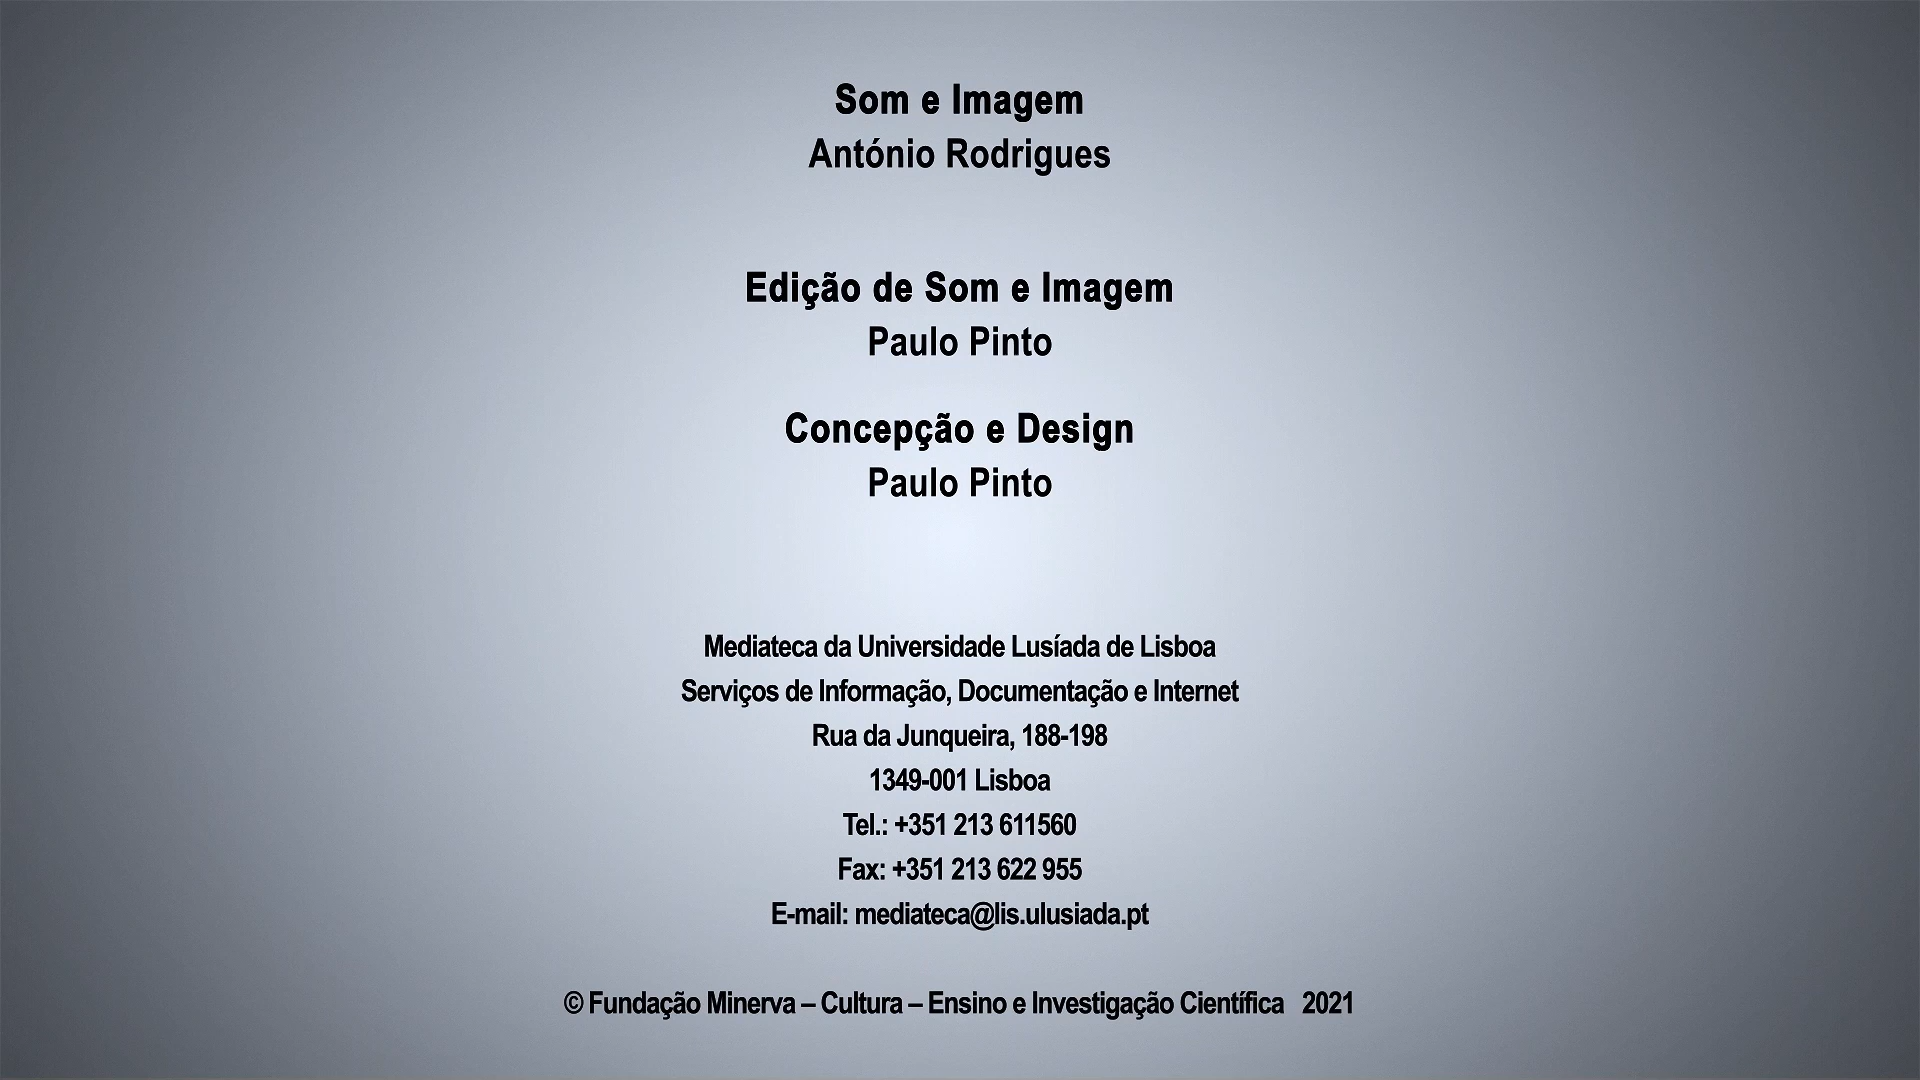 Som e Imagem
António Rodrigues
Edição de Som e Imagem
Paulo Pinto
Concepção e Design
Paulo Pinto
Mediateca da Universidade Lusíada de Lisboa
Serviços de Informação, Documentação e Internet
Rua da Junqueira, 188-198
1349-001 Lisboa
Tel.: +351 213 611560
Fax: +351 213 622 955
E-mail: mediateca@lis.ulusiada.pt
© Fundação Minerva – Cultura – Ensino e Investigação Científica 2021